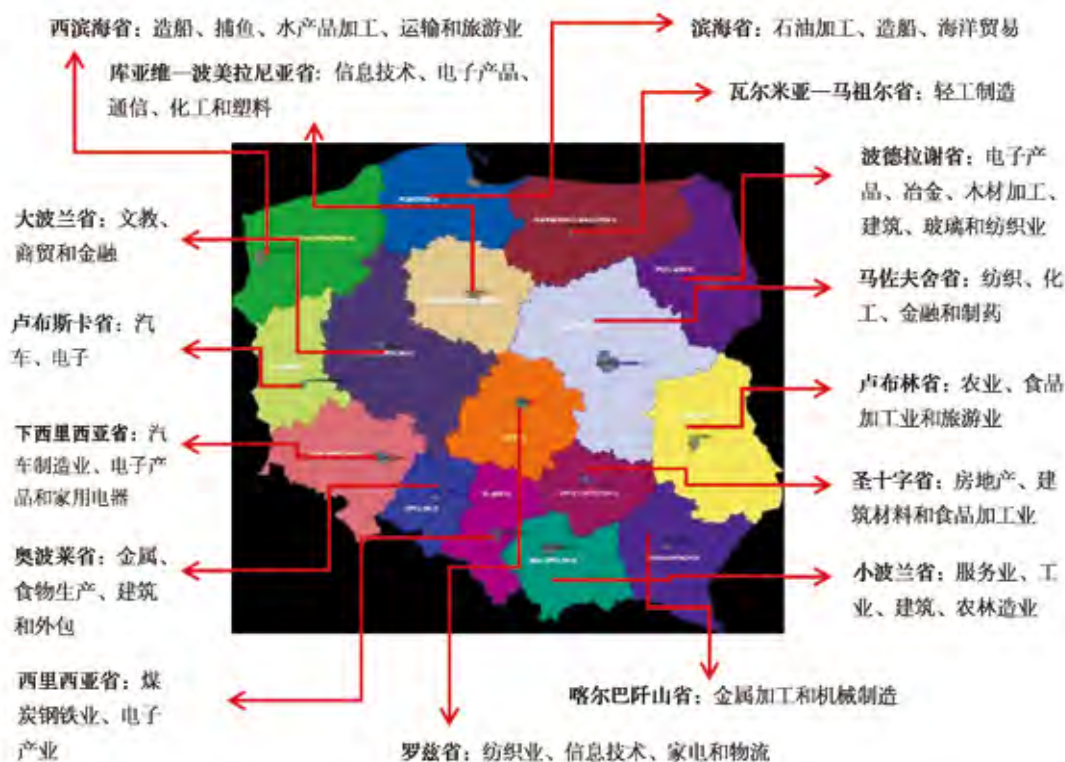 西滨海省：造船、捕鱼、水产品加工、运输和旅游业
滨海省：石油加工、造船、海洋贸易
库亚维—波美拉尼亚省：信息技术、电子产品、
通信、化工和塑料
瓦尔米亚—马祖尔省：轻工制造
波德拉谢省：电子产
品、冶金、木材加工、
建筑、玻璃和纺织业
大波兰省：文教、
商贸和金融
马佐夫舍省：纺织、化
工、金融和制药
卢布斯卡省：汽
车、电子
卢布林省：农业、食品
加工业和旅游业
下西里西亚省：汽
车制造业、电子产
品和家用电器
圣十字省：房地产、建
筑材料和食品加工业
奥波莱省：金属、
食物生产、建筑
和外包
小波兰省：服务业、工
业、建筑、农林造业
西里西亚省：煤
炭钢铁业、电子
产业
喀尔巴阡山省：金属加工和机械制造
罗兹省：纺织业、信息技术、家电和物流